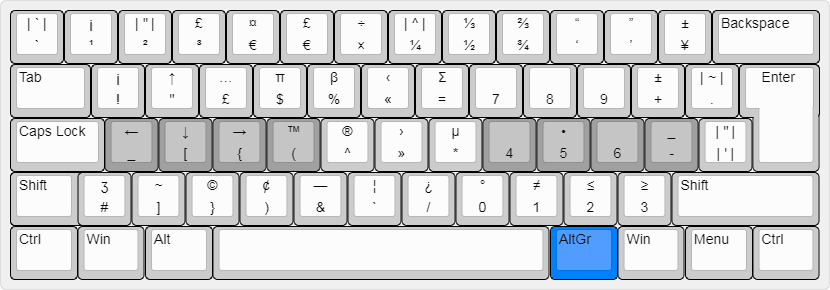 |`| ¡ |"| £ ¤ £ ÷ |^| ⅓ ⅔ “ ” ± Backspace
` ¹ ² ³ € € × ¼ ½ ¾ ‘ ’ ¥
Tab ¡ ↑ … π β ‹ Σ ± |~| Enter
! " £ $ % « = 7 8 9 + .
Caps Lock ← ↓ → ™ ® › µ • _ |"|
_ [ { ( ^ » * 4 5 6 - |'|
Shift ʒ ~ © ¢ — ¦ ¿ ° ≠ ≤ ≥ Shift
# ] } ) & ` / 0 1 2 3
Ctrl Win Alt AltGr Win Menu Ctrl